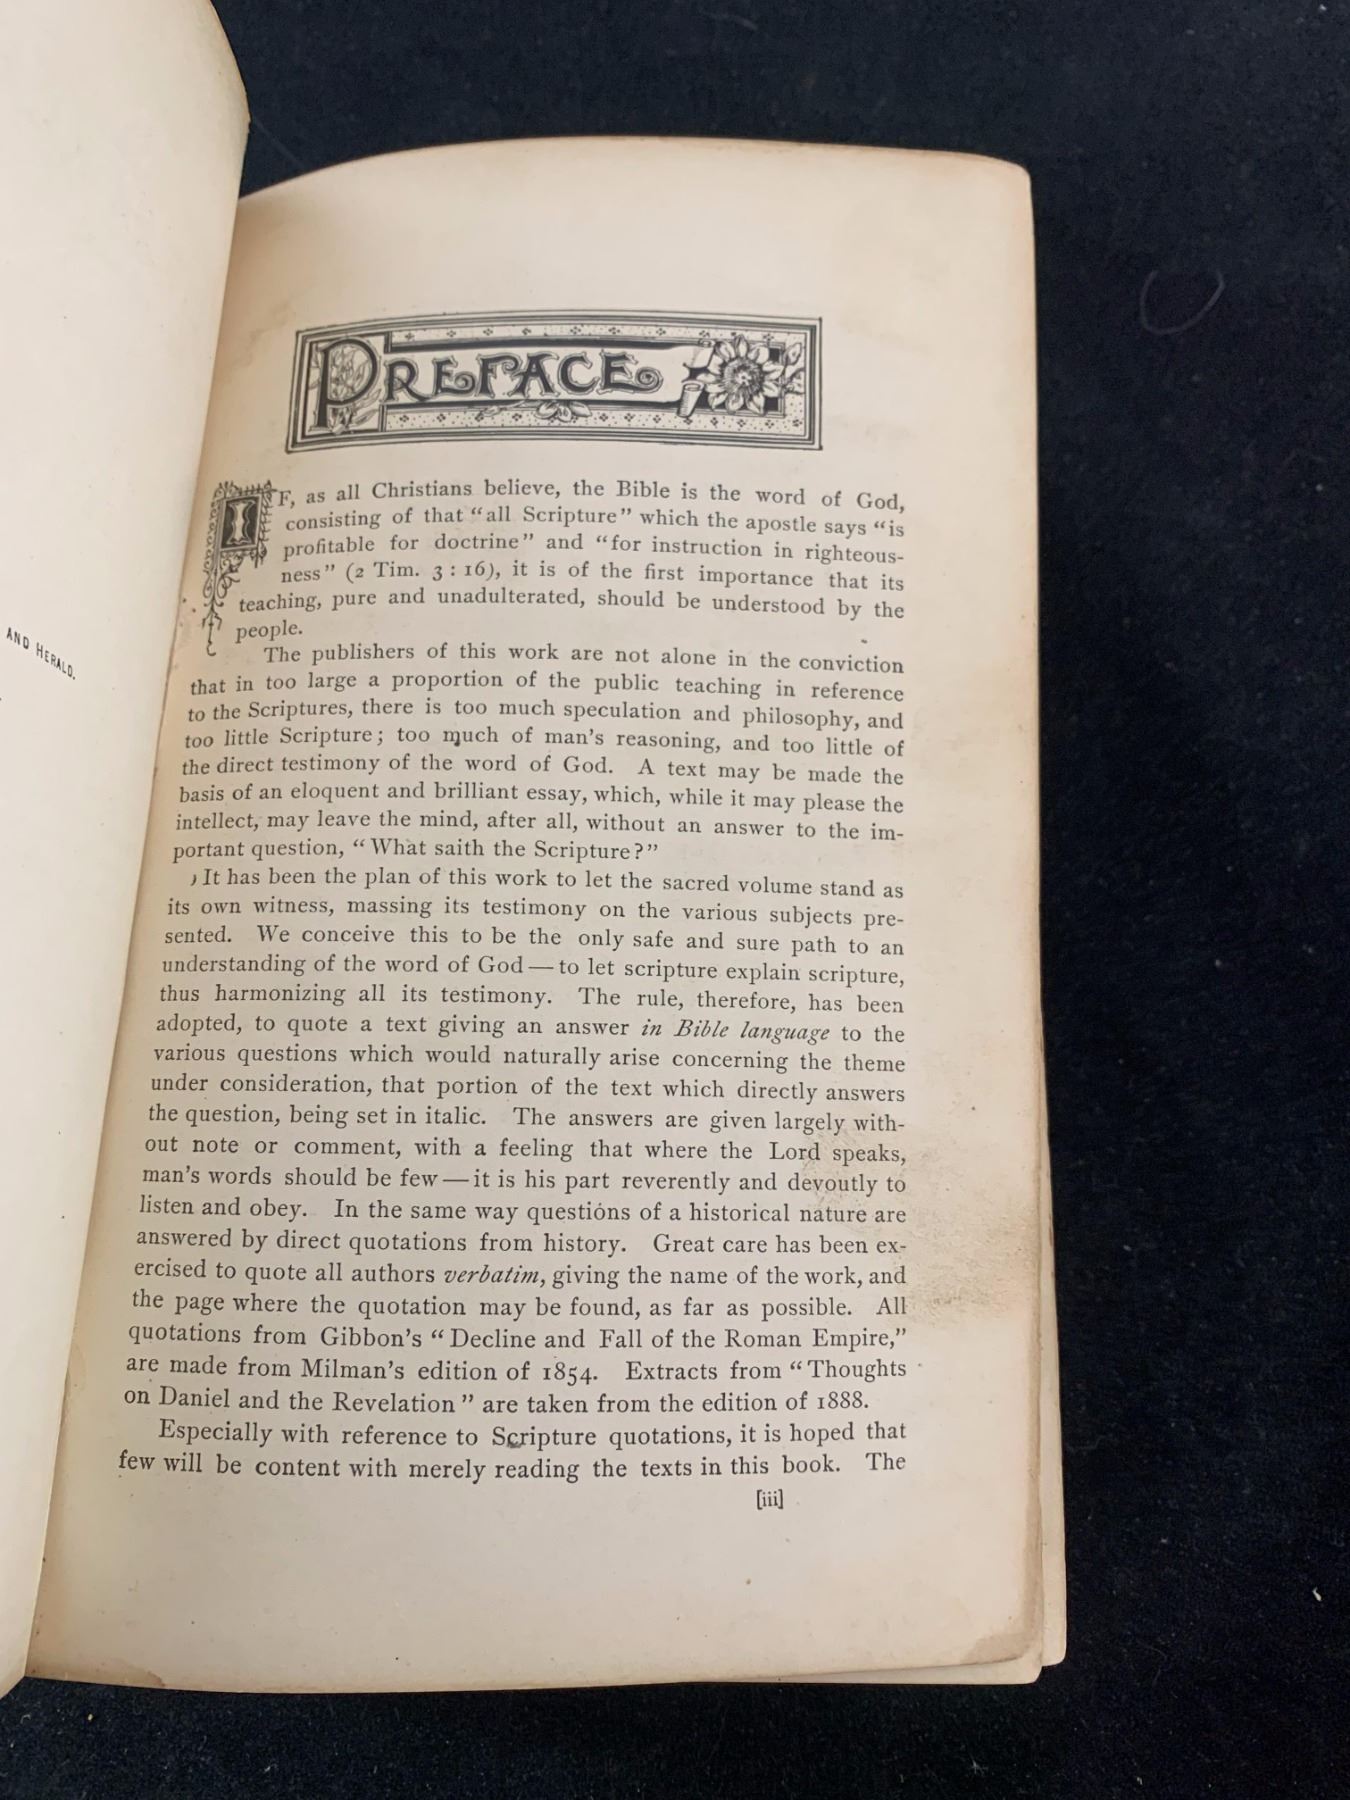 AND HERALD.
PREFACE
IF, as all Christians believe, the Bible is the word of God,
consisting of that "all Scripture" which the apostle says "is
profitable for doctrine" and "for instruction in righteous-
ness" (2 Tim. 3 : 16), it is of the first importance that its
teaching, pure and unadulterated, should be understood by the
people.
The publishers of this work are not alone in the conviction
that in too large a proportion of the public teaching in reference
to the Scriptures, there is too much speculation and philosophy, and
too little Scripture; too much of man's reasoning, and too little of
the direct testimony of the word of God. A text may be made the
basis of an eloquent and brilliant essay, which, while it may please the
intellect, may leave the mind, after all, without an answer to the im-
portant question, "What saith the Scripture?"
It has been the plan of this work to let the sacred volume stand as
its own witness, massing its testimony on the various subjects pre-
sented. We conceive this to be the only safe and sure path to an
understanding of the word of God — to let scripture explain scripture,
thus harmonizing all its testimony. The rule, therefore, has been
adopted, to quote a text giving an answer in Bible language to the
various questions which would naturally arise concerning the theme
under consideration, that portion of the text which directly answers
the question, being set in italic. The answers are given largely with-
out note or comment, with a feeling that where the Lord speaks,
man's words should be few — it is his part reverently and devoutly to
listen and obey. In the same way questions of a historical nature are
answered by direct quotations from history. Great care has been ex-
ercised to quote all authors verbatim, giving the name of the work, and
the page where the quotation may be found, as far as possible. All
quotations from Gibbon's "Decline and Fall of the Roman Empire,"
are made from Milman's edition of 1854. Extracts from "Thoughts
on Daniel and the Revelation" are taken from the edition of 1888.
Especially with reference to Scripture quotations, it is hoped that
few will be content with merely reading the texts in this book. The
[iii]